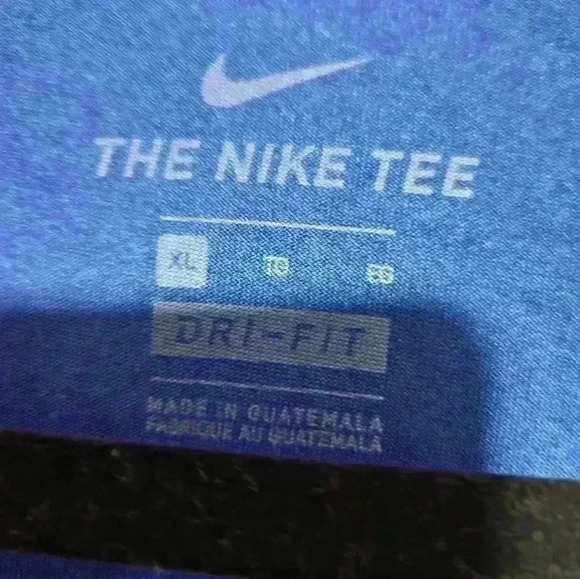 THE NIKE TEE
XL TG EG
DRI-FIT
MADE IN GUATEMALA
FABRIQUE AU GUATEMALA